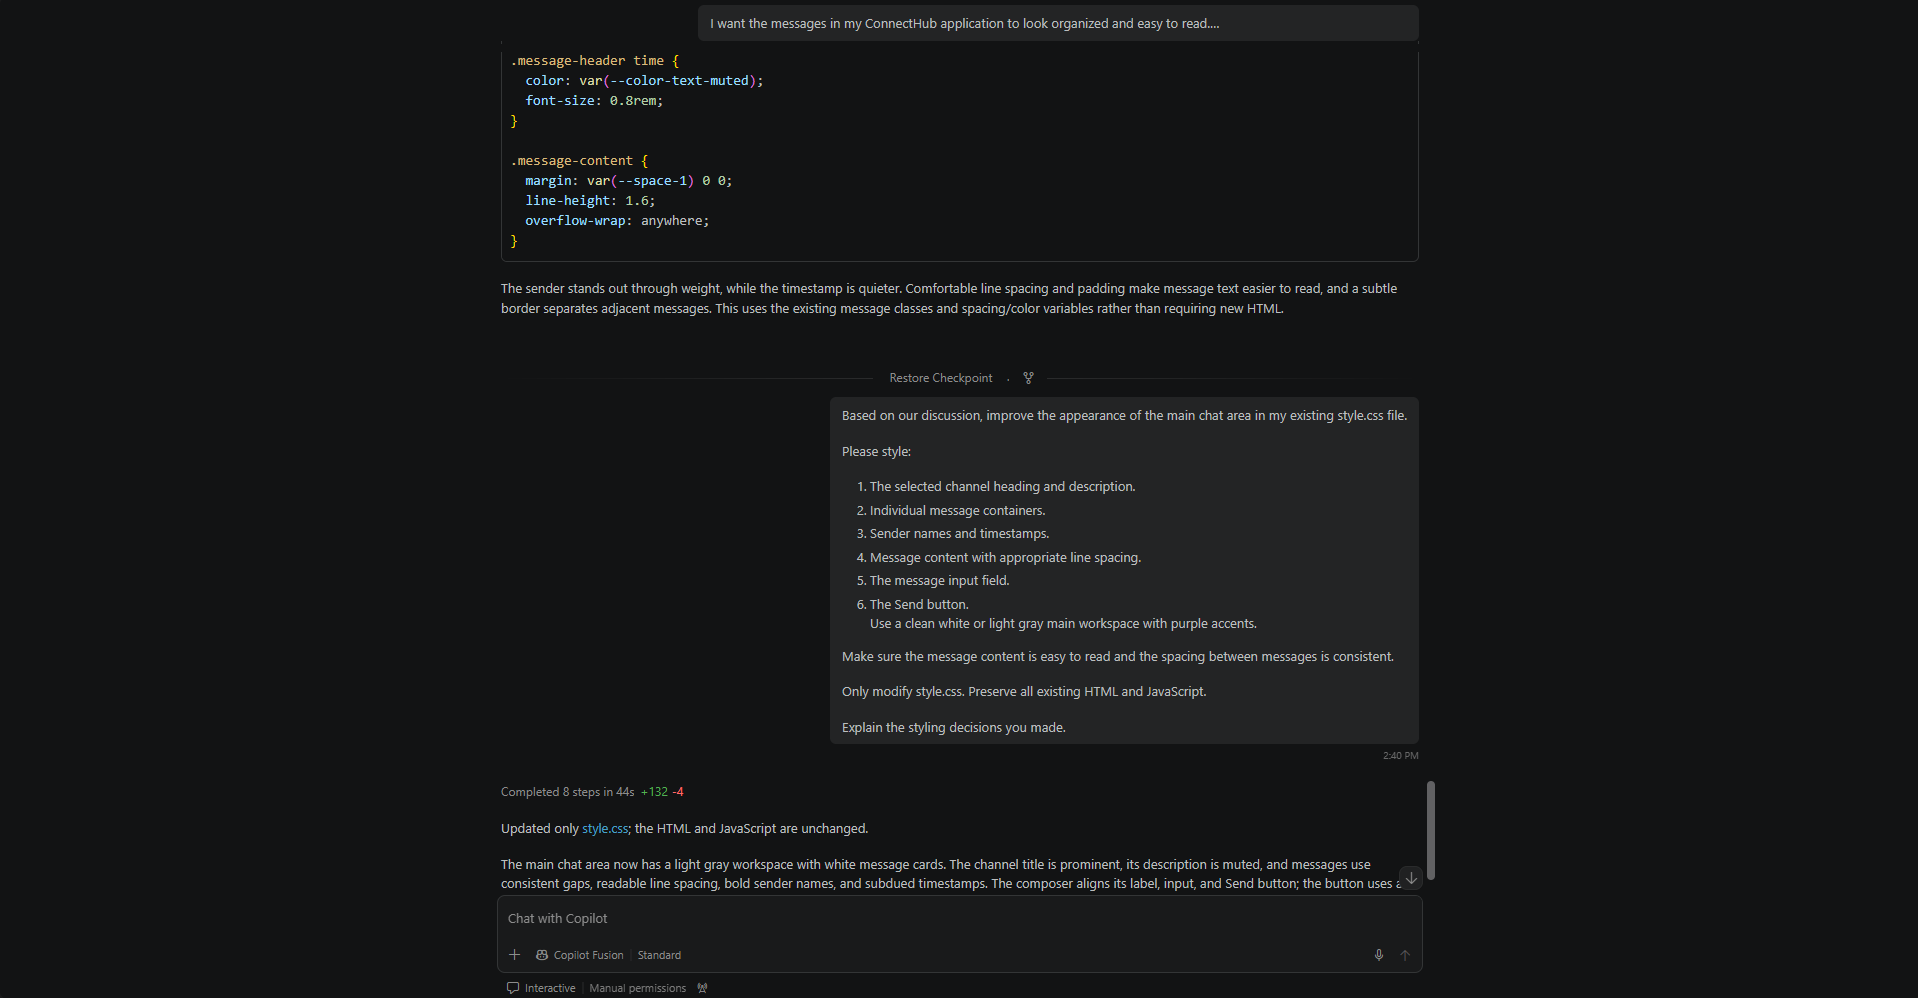 I want the messages in my ConnectHub application to look organized and easy to read....
.message-header time {
color: var(--color-text-muted);
font-size: 0.8rem;
}
.message-content {
margin: var(--space-1) 0 0;
line-height: 1.6;
overflow-wrap: anywhere;
}
The sender stands out through weight, while the timestamp is quieter. Comfortable line spacing and padding make message text easier to read, and a subtle
border separates adjacent messages. This uses the existing message classes and spacing/color variables rather than requiring new HTML.
Restore Checkpoint ·
Based on our discussion, improve the appearance of the main chat area in my existing style.css file.
Please style:
1. The selected channel heading and description.
2. Individual message containers.
3. Sender names and timestamps.
4. Message content with appropriate line spacing.
5. The message input field.
6. The Send button.
Use a clean white or light gray main workspace with purple accents.
Make sure the message content is easy to read and the spacing between messages is consistent.
Only modify style.css. Preserve all existing HTML and JavaScript.
Explain the styling decisions you made.
2:40 PM
Completed 8 steps in 44s +132 -4
Updated only style.css; the HTML and JavaScript are unchanged.
The main chat area now has a light gray workspace with white message cards. The channel title is prominent, its description is muted, and messages use
consistent gaps, readable line spacing, bold sender names, and subdued timestamps. The composer aligns its label, input, and Send button; the button uses a
Chat with Copilot
Copilot Fusion Standard
Interactive Manual permissions